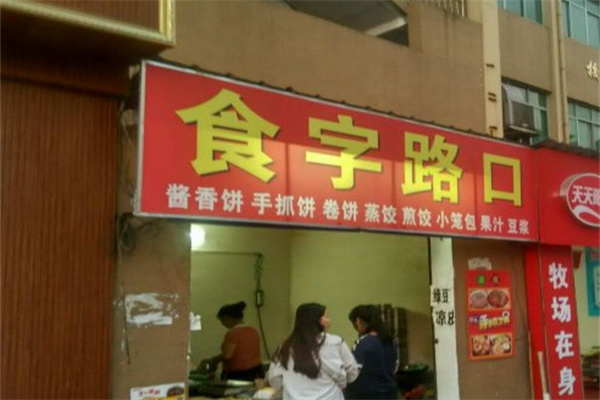 食字路口
酱香饼 手抓饼 卷饼 蒸饺 煎饺 小笼包 果汁 豆浆
天天
牧场在身
绿豆
凉